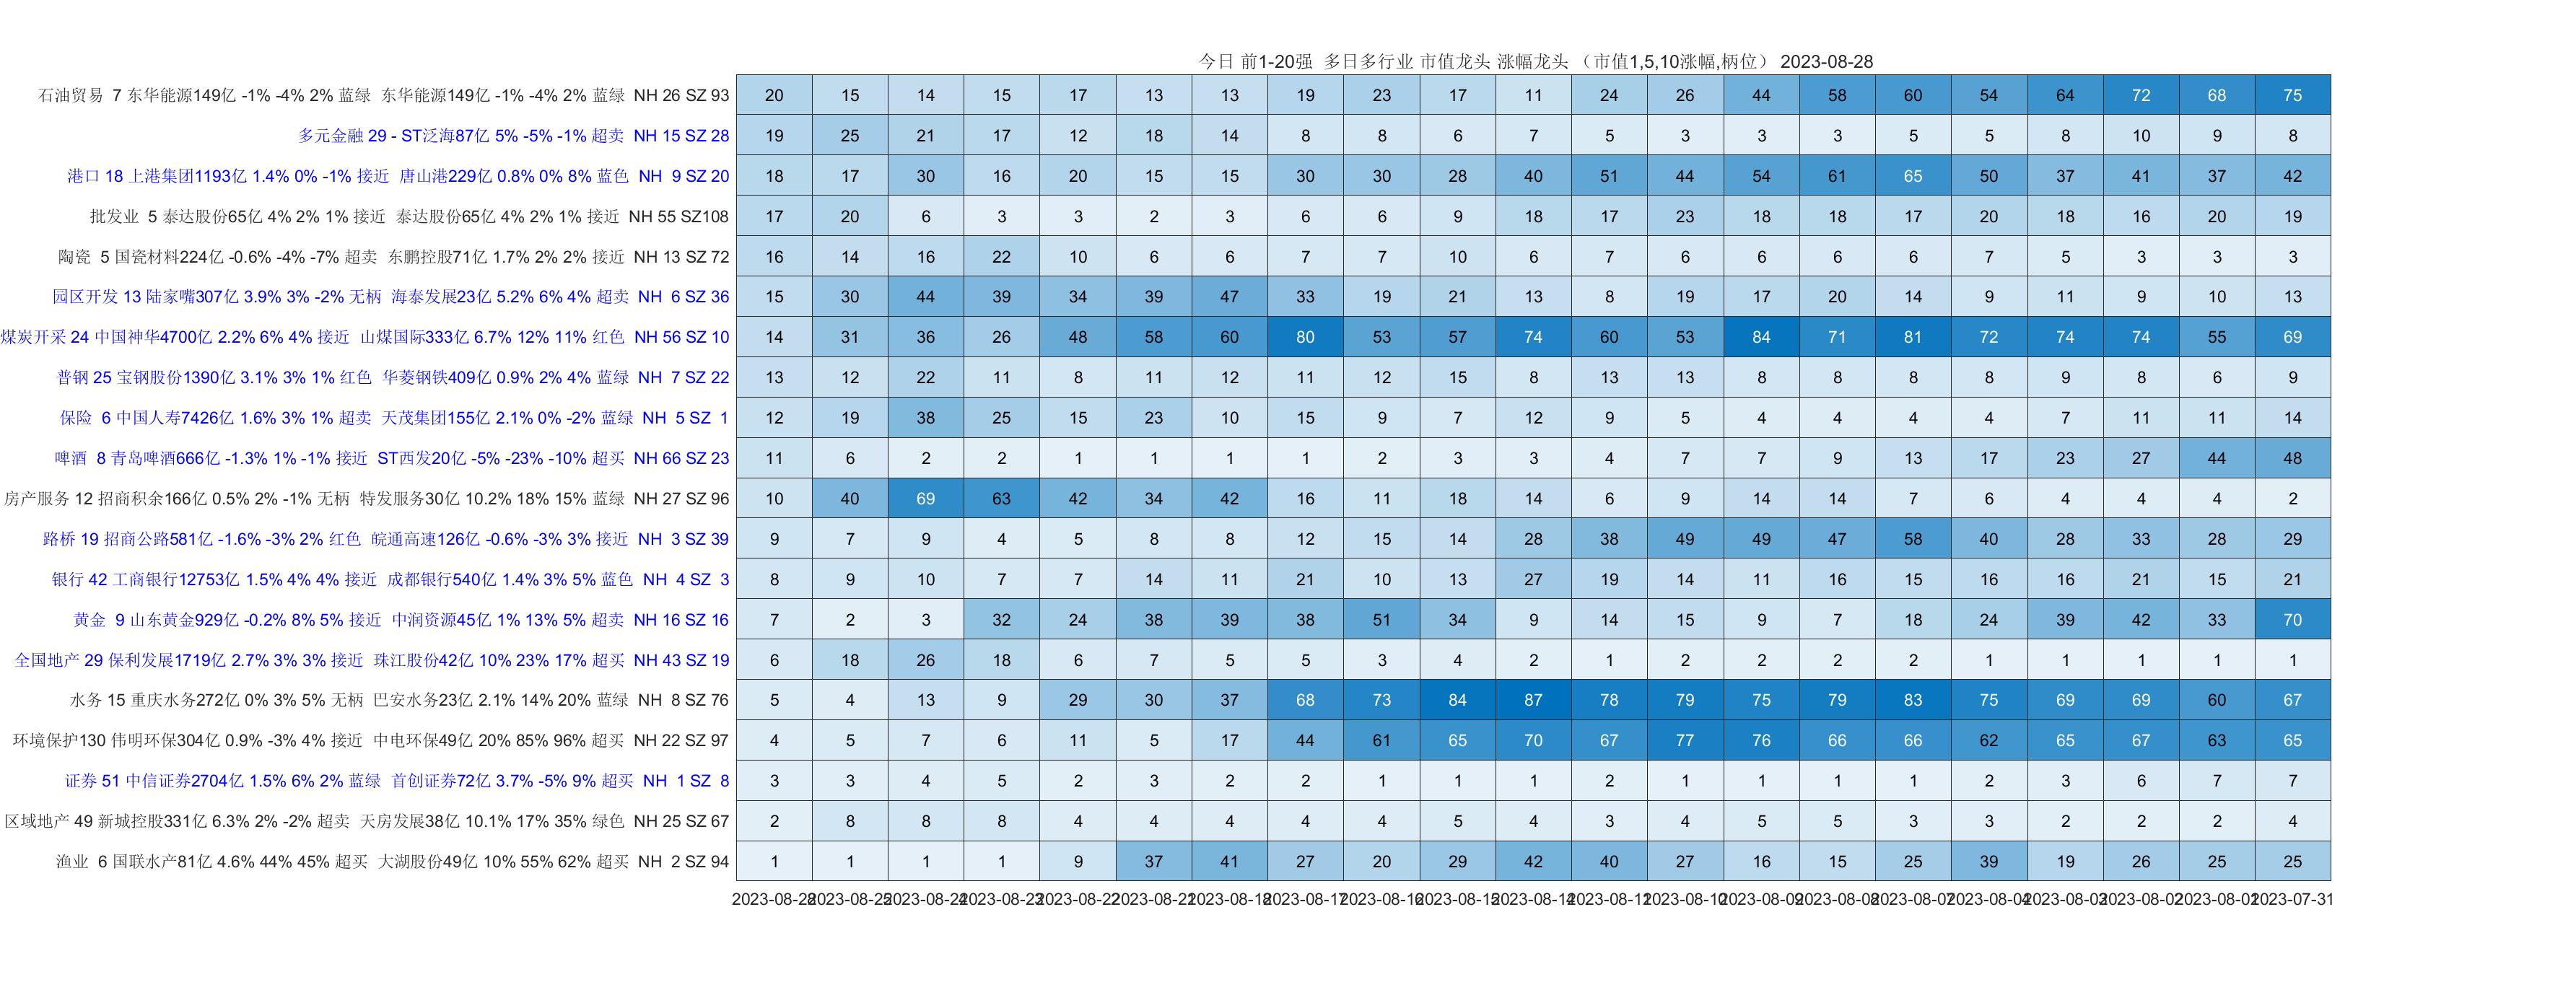 今日 前1-20强 多日多行业 市值龙头 涨幅龙头 （市值1,5,10涨幅,柄位） 2023-08-28
石油贸易 7 东华能源149亿 -1% -4% 2% 蓝绿 东华能源149亿 -1% -4% 2% 蓝绿 NH 26 SZ 93 20 15 14 15 17 13 13 19 23 17 11 24 26 44 58 60 54 64 72 68 75
多元金融 29 - ST泛海87亿 5% -5% -1% 超卖 NH 15 SZ 28 19 25 21 17 12 18 14 8 8 6 7 5 3 3 3 5 5 8 10 9 8
港口 18 上港集团1193亿 1.4% 0% -1% 接近 唐山港229亿 0.8% 0% 8% 蓝色 NH 9 SZ 20 18 17 30 16 20 15 15 30 30 28 40 51 44 54 61 65 50 37 41 37 42
批发业 5 泰达股份65亿 4% 2% 1% 接近 泰达股份65亿 4% 2% 1% 接近 NH 55 SZ108 17 20 6 3 3 2 3 6 6 9 18 17 23 18 18 17 20 18 16 20 19
陶瓷 5 国瓷材料224亿 -0.6% -4% -7% 超卖 东鹏控股71亿 1.7% 2% 2% 接近 NH 13 SZ 72 16 14 16 22 10 6 6 7 7 10 6 7 6 6 6 6 7 5 3 3 3
园区开发 13 陆家嘴307亿 3.9% 3% -2% 无柄 海泰发展23亿 5.2% 6% 4% 超卖 NH 6 SZ 36 15 30 44 39 34 39 47 33 19 21 13 8 19 17 20 14 9 11 9 10 13
煤炭开采 24 中国神华4700亿 2.2% 6% 4% 接近 山煤国际333亿 6.7% 12% 11% 红色 NH 56 SZ 10 14 31 36 26 48 58 60 80 53 57 74 60 53 84 71 81 72 74 74 55 69
普钢 25 宝钢股份1390亿 3.1% 3% 1% 红色 华菱钢铁409亿 0.9% 2% 4% 蓝绿 NH 7 SZ 22 13 12 22 11 8 11 12 11 12 15 8 13 13 8 8 8 8 9 8 6 9
保险 6 中国人寿7426亿 1.6% 3% 1% 超卖 天茂集团155亿 2.1% 0% -2% 蓝绿 NH 5 SZ 1 12 19 38 25 15 23 10 15 9 7 12 9 5 4 4 4 4 7 11 11 14
啤酒 8 青岛啤酒666亿 -1.3% 1% -1% 接近 ST西发20亿 -5% -23% -10% 超买 NH 66 SZ 23 11 6 2 2 1 1 1 1 2 3 3 4 7 7 9 13 17 23 27 44 48
房产服务 12 招商积余166亿 0.5% 2% -1% 无柄 特发服务30亿 10.2% 18% 15% 蓝绿 NH 27 SZ 96 10 40 69 63 42 34 42 16 11 18 14 6 9 14 14 7 6 4 4 4 2
路桥 19 招商公路581亿 -1.6% -3% 2% 红色 皖通高速126亿 -0.6% -3% 3% 接近 NH 3 SZ 39 9 7 9 4 5 8 8 12 15 14 28 38 49 49 47 58 40 28 33 28 29
银行 42 工商银行12753亿 1.5% 4% 4% 接近 成都银行540亿 1.4% 3% 5% 蓝色 NH 4 SZ 3 8 9 10 7 7 14 11 21 10 13 27 19 14 11 16 15 16 16 21 15 21
黄金 9 山东黄金929亿 -0.2% 8% 5% 接近 中润资源45亿 1% 13% 5% 超卖 NH 16 SZ 16 7 2 3 32 24 38 39 38 51 34 9 14 15 9 7 18 24 39 42 33 70
全国地产 29 保利发展1719亿 2.7% 3% 3% 接近 珠江股份42亿 10% 23% 17% 超买 NH 43 SZ 19 6 18 26 18 6 7 5 5 3 4 2 1 2 2 2 2 1 1 1 1 1
水务 15 重庆水务272亿 0% 3% 5% 无柄 巴安水务23亿 2.1% 14% 20% 蓝绿 NH 8 SZ 76 5 4 13 9 29 30 37 68 73 84 87 78 79 75 79 83 75 69 69 60 67
环境保护130 伟明环保304亿 0.9% -3% 4% 接近 中电环保49亿 20% 85% 96% 超买 NH 22 SZ 97 4 5 7 6 11 5 17 44 61 65 70 67 77 76 66 66 62 65 67 63 65
证券 51 中信证券2704亿 1.5% 6% 2% 蓝绿 首创证券72亿 3.7% -5% 9% 超买 NH 1 SZ 8 3 3 4 5 2 3 2 2 1 1 1 2 1 1 1 1 2 3 6 7 7
区域地产 49 新城控股331亿 6.3% 2% -2% 超卖 天房发展38亿 10.1% 17% 35% 绿色 NH 25 SZ 67 2 8 8 8 4 4 4 4 4 5 4 3 4 5 5 3 3 2 2 2 4
渔业 6 国联水产81亿 4.6% 44% 45% 超买 大湖股份49亿 10% 55% 62% 超买 NH 2 SZ 94 1 1 1 1 9 37 41 27 20 29 42 40 27 16 15 25 39 19 26 25 25
2023-08-28 2023-08-25 2023-08-24 2023-08-23 2023-08-22 2023-08-21 2023-08-18 2023-08-17 2023-08-16 2023-08-15 2023-08-14 2023-08-11 2023-08-10 2023-08-09 2023-08-08 2023-08-07 2023-08-04 2023-08-03 2023-08-02 2023-08-01 2023-07-31